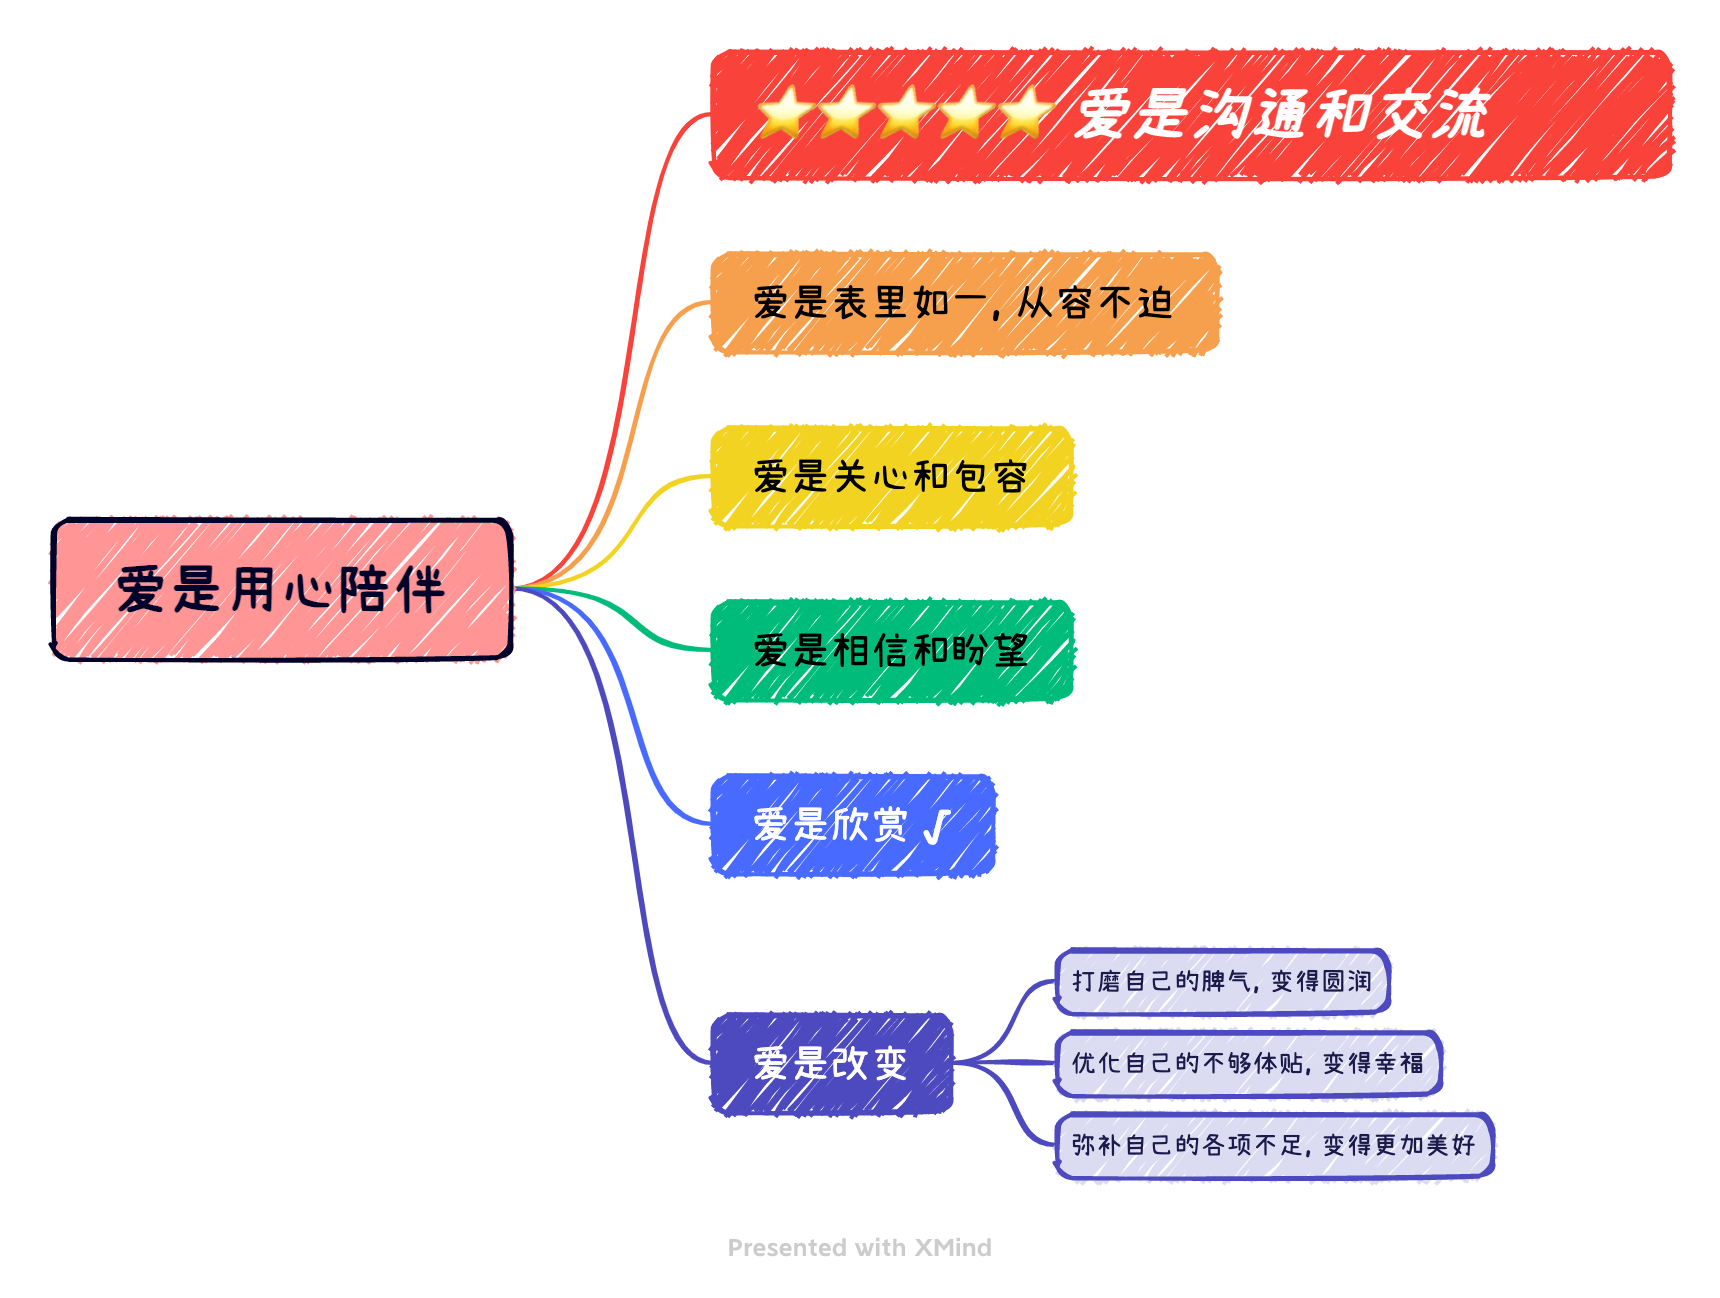 ⭐⭐⭐⭐⭐ 爱是沟通和交流
爱是表里如一, 从容不迫
爱是关心和包容
爱是用心陪伴
爱是相信和盼望
爱是欣赏 √
爱是改变
打磨自己的脾气, 变得圆润
优化自己的不够体贴, 变得幸福
弥补自己的各项不足, 变得更加美好
Presented with XMind